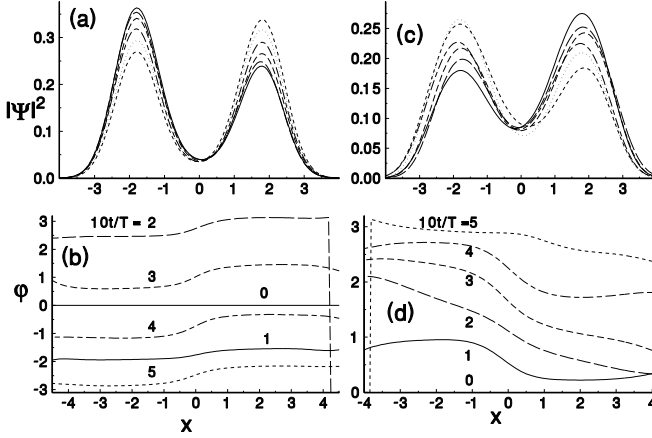 (a)
(c)
|Ψ|²
0.3
0.2
0.1
0.0
-3 -2 -1 0 1 2 3
0.25
0.20
0.15
0.10
0.05
0.00
-3 -2 -1 0 1 2 3
φ
3
2
1
0
-1
-2
-3
10t/T = 2
(b)
3
0
4
1
5
-4 -3 -2 -1 0 1 2 3 4
X
3
2
1
0
10t/T =5
4
3
2
(d)
1
0
-4 -3 -2 -1 0 1 2 3 4
X